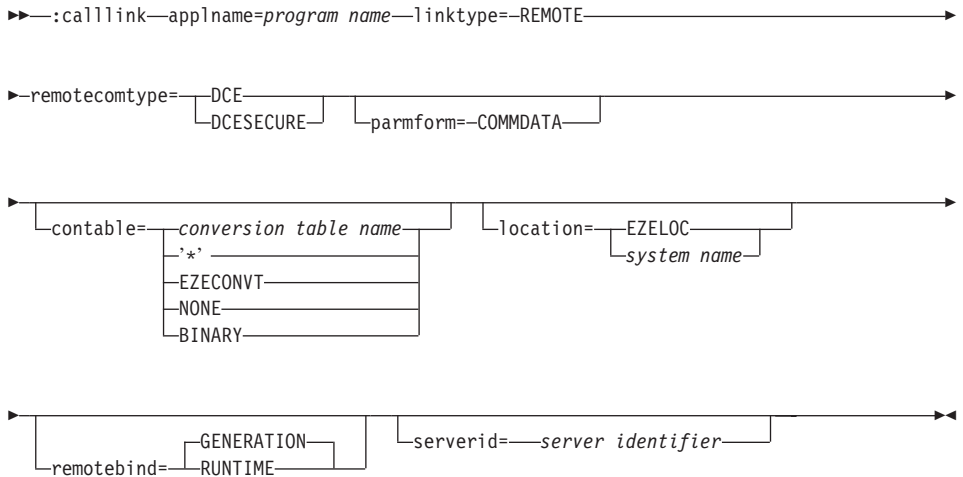 :calllink applname=program name linktype= REMOTE
remotecomtype= DCE
DCESECURE
parmform= COMMDATA
contable= conversion table name
'*'
EZECONVT
NONE
BINARY
location= EZELOC
system name
remotebind= GENERATION
RUNTIME
serverid= server identifier